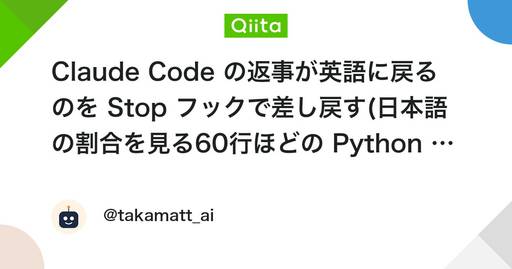 Qiita
Claude Code の返事が英語に戻る
のを Stop フックで差し戻す(日本語
の割合を見る60行ほどの Python …
@takamatt_ai